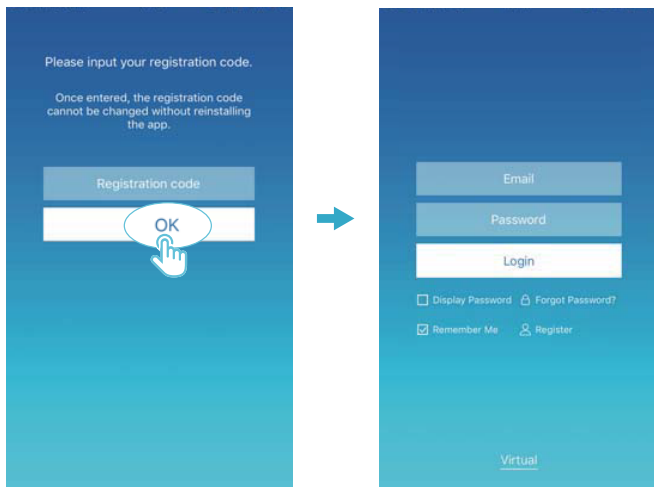 Please input your registration code.
Once entered, the registration code
cannot be changed without reinstalling
the app.
Registration code
OK
Email
Password
Login
Display Password
Forgot Password?
Remember Me
Register
Virtual